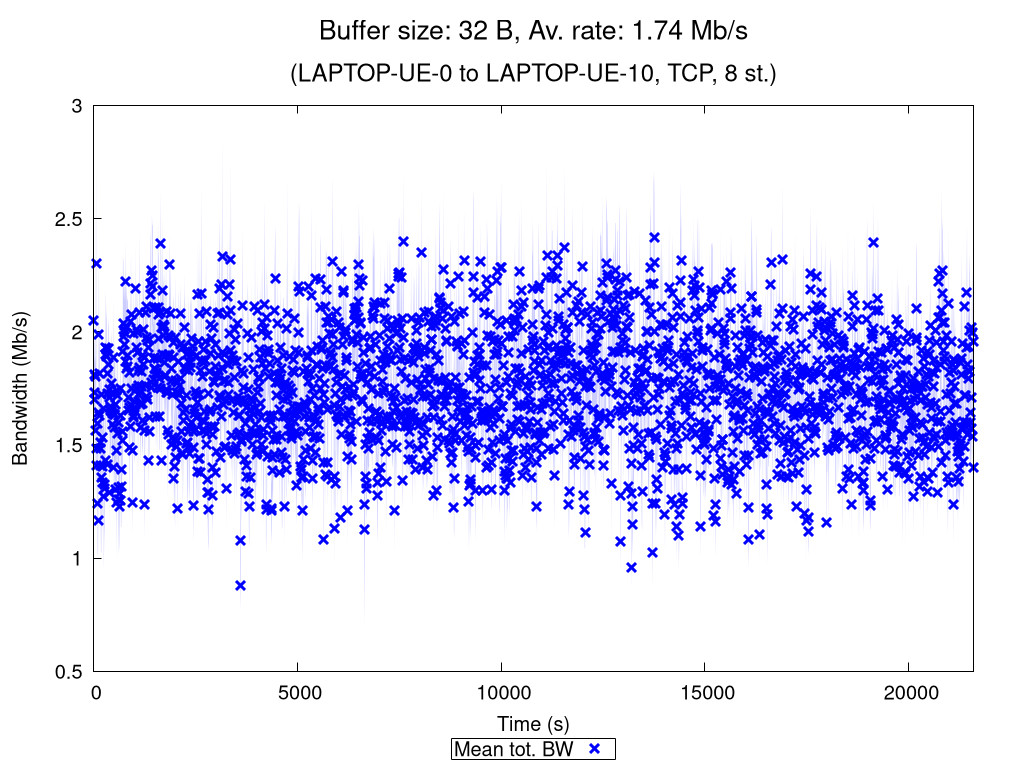 Buffer size: 32 B, Av. rate: 1.74 Mb/s
(LAPTOP-UE-0 to LAPTOP-UE-10, TCP, 8 st.)
3
2.5
2
1.5
1
0.5
Bandwidth (Mb/s)
0 5000 10000 15000 20000
Time (s)
Mean tot. BW